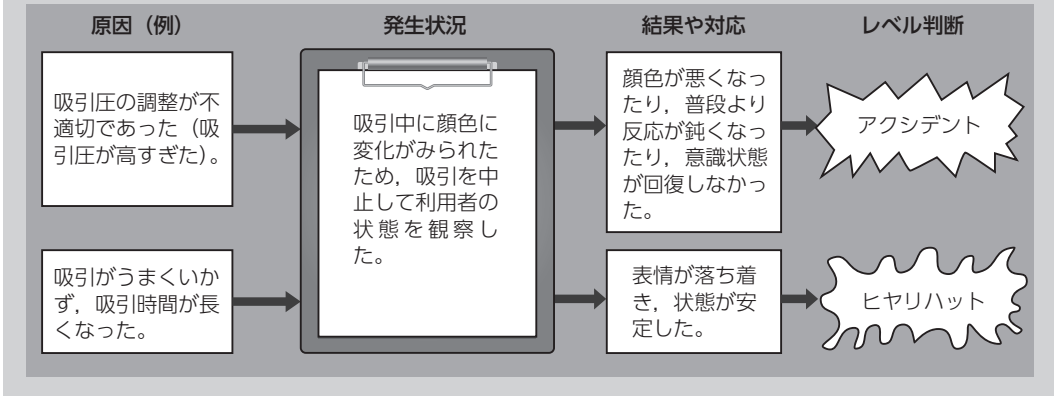 原因（例）
発生状況
結果や対応
レベル判断
吸引圧の調整が不
適切であった（吸
引圧が高すぎた）。
吸引がうまくいか
ず，吸引時間が長
くなった。
吸引中に顔色に
変化がみられた
ため，吸引を中
止して利用者の
状態を観察し
た。
顔色が悪くなっ
たり，普段より
反応が鈍くなっ
たり，意識状態
が回復しなかっ
た。
表情が落ち着
き，状態が安
定した。
アクシデント
ヒヤリハット